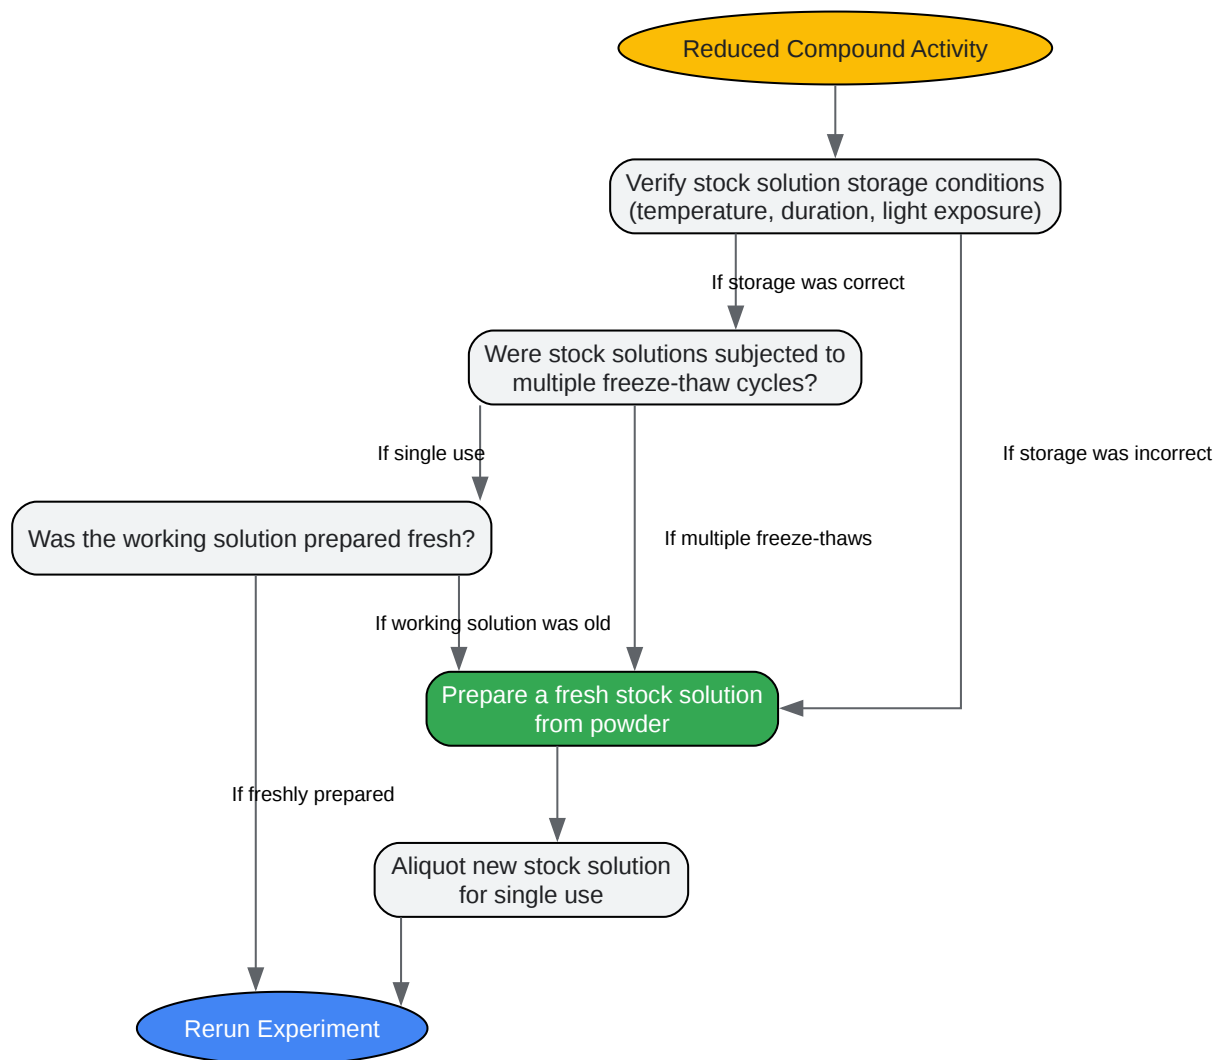 Reduced Compound Activity
Verify stock solution storage conditions
(temperature, duration, light exposure)
If storage was correct
Were stock solutions subjected to
multiple freeze-thaw cycles?
If single use
If storage was incorrect
Was the working solution prepared fresh?
If multiple freeze-thaws
If working solution was old
Prepare a fresh stock solution
from powder
If freshly prepared
Aliquot new stock solution
for single use
Rerun Experiment